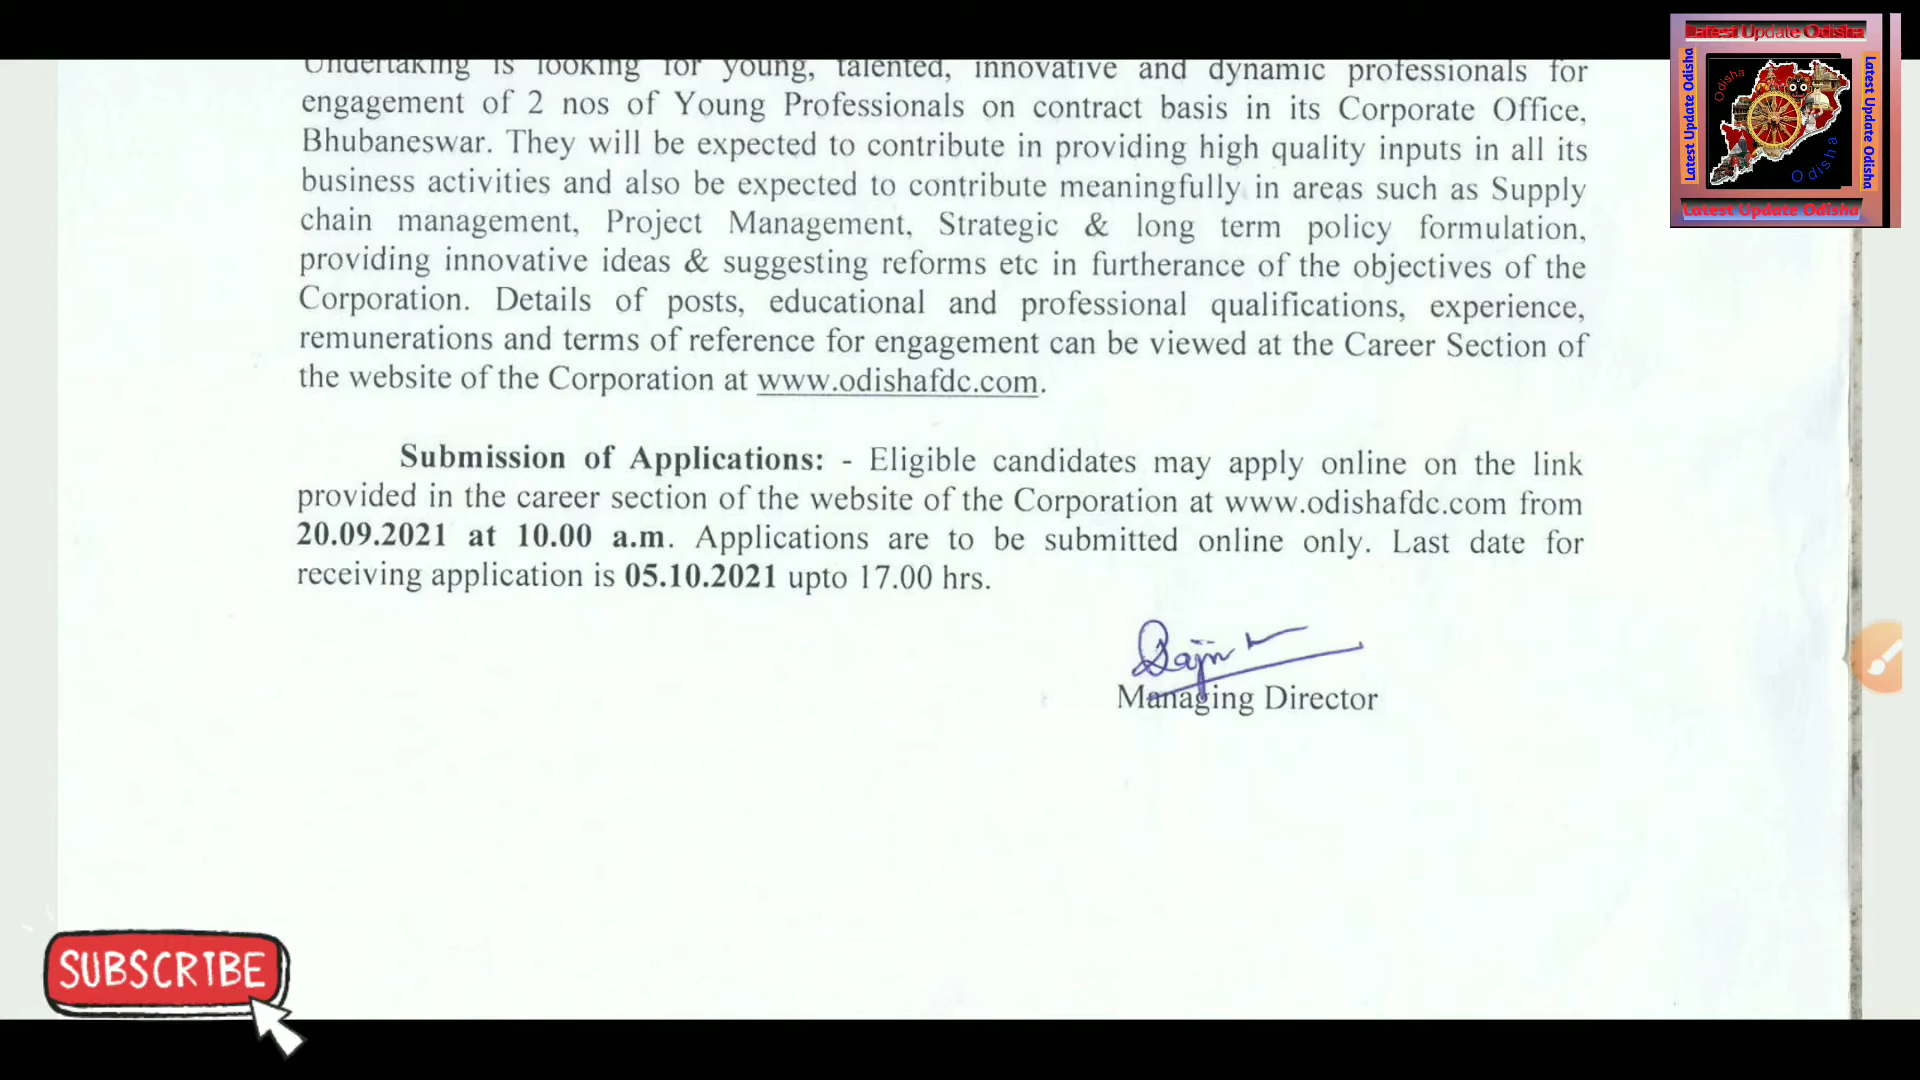 Undertaking is looking for young, talented, innovative and dynamic professionals for
engagement of 2 nos of Young Professionals on contract basis in its Corporate Office,
Bhubaneswar. They will be expected to contribute in providing high quality inputs in all its
business activities and also be expected to contribute meaningfully in areas such as Supply
chain management, Project Management, Strategic & long term policy formulation,
providing innovative ideas & suggesting reforms etc in furtherance of the objectives of the
Corporation. Details of posts, educational and professional qualifications, experience,
remunerations and terms of reference for engagement can be viewed at the Career Section of
the website of the Corporation at www.odishafdc.com.
Submission of Applications: - Eligible candidates may apply online on the link
provided in the career section of the website of the Corporation at www.odishafdc.com from
20.09.2021 at 10.00 a.m. Applications are to be submitted online only. Last date for
receiving application is 05.10.2021 upto 17.00 hrs.
Managing Director
SUBSCRIBE
Latest Update Odisha
Latest Update Odisha
Latest Update Odisha
Latest Update Odisha
Odisha
Odisha